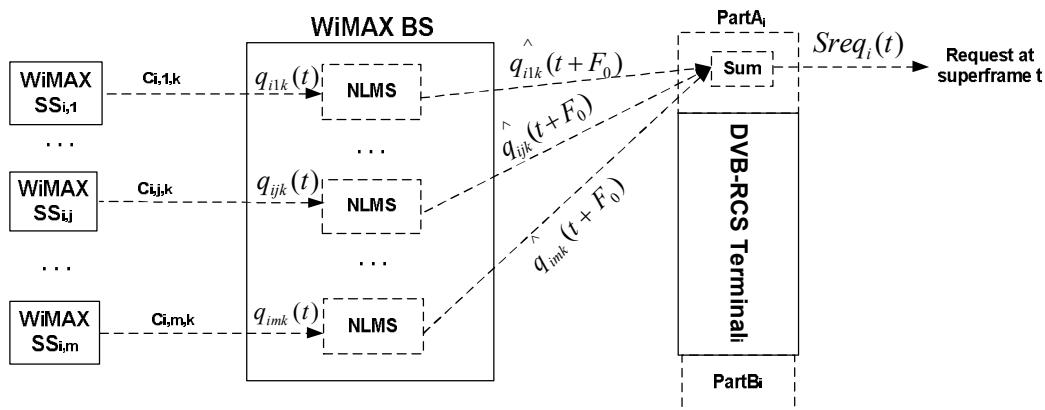 WiMAX BS
PartAi
Sreqi(t)
Request at
superframe t
Sum
WiMAX
SSi,1
Ci,1,k
qi1k(t)
NLMS
q̂i1k(t+F0)
...
...
WiMAX
SSi,j
Ci,j,k
qijk(t)
NLMS
q̂ijk(t+F0)
...
...
WiMAX
SSi,m
Ci,m,k
qimk(t)
NLMS
q̂imk(t+F0)
DVB-RCS Terminali
PartBi